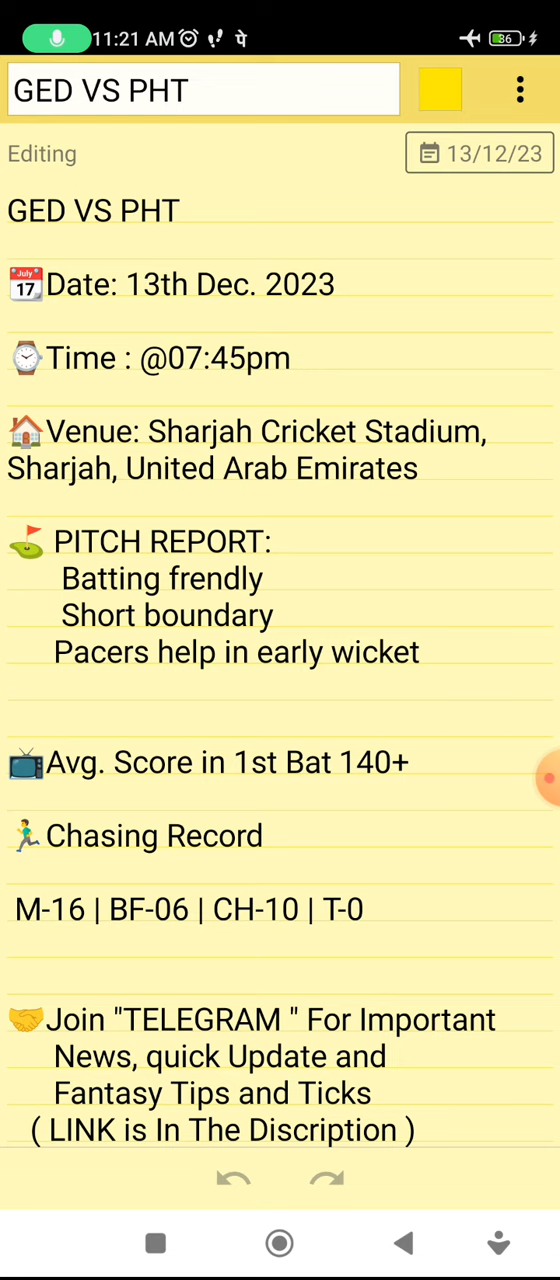 11:21 AM पे 36
GED VS PHT
Editing 13/12/23
GED VS PHT
July 17 Date: 13th Dec. 2023
Time : @07:45pm
Venue: Sharjah Cricket Stadium,
Sharjah, United Arab Emirates
PITCH REPORT:
Batting frendly
Short boundary
Pacers help in early wicket
Avg. Score in 1st Bat 140+
Chasing Record
M-16 | BF-06 | CH-10 | T-0
Join "TELEGRAM " For Important
News, quick Update and
Fantasy Tips and Ticks
( LINK is In The Discription )